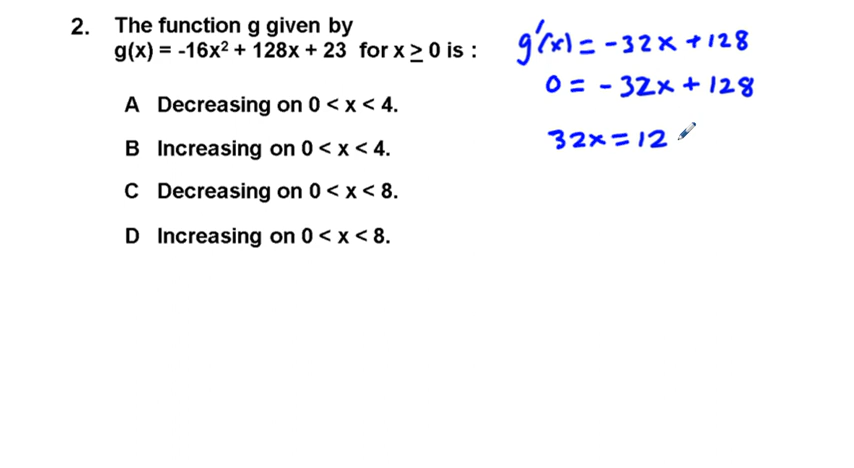 2. The function g given by
g(x) = -16x² + 128x + 23 for x ≥ 0 is :
A Decreasing on 0 < x < 4.
B Increasing on 0 < x < 4.
C Decreasing on 0 < x < 8.
D Increasing on 0 < x < 8.
g'(x) = -32x + 128
0 = -32x + 128
32x = 12